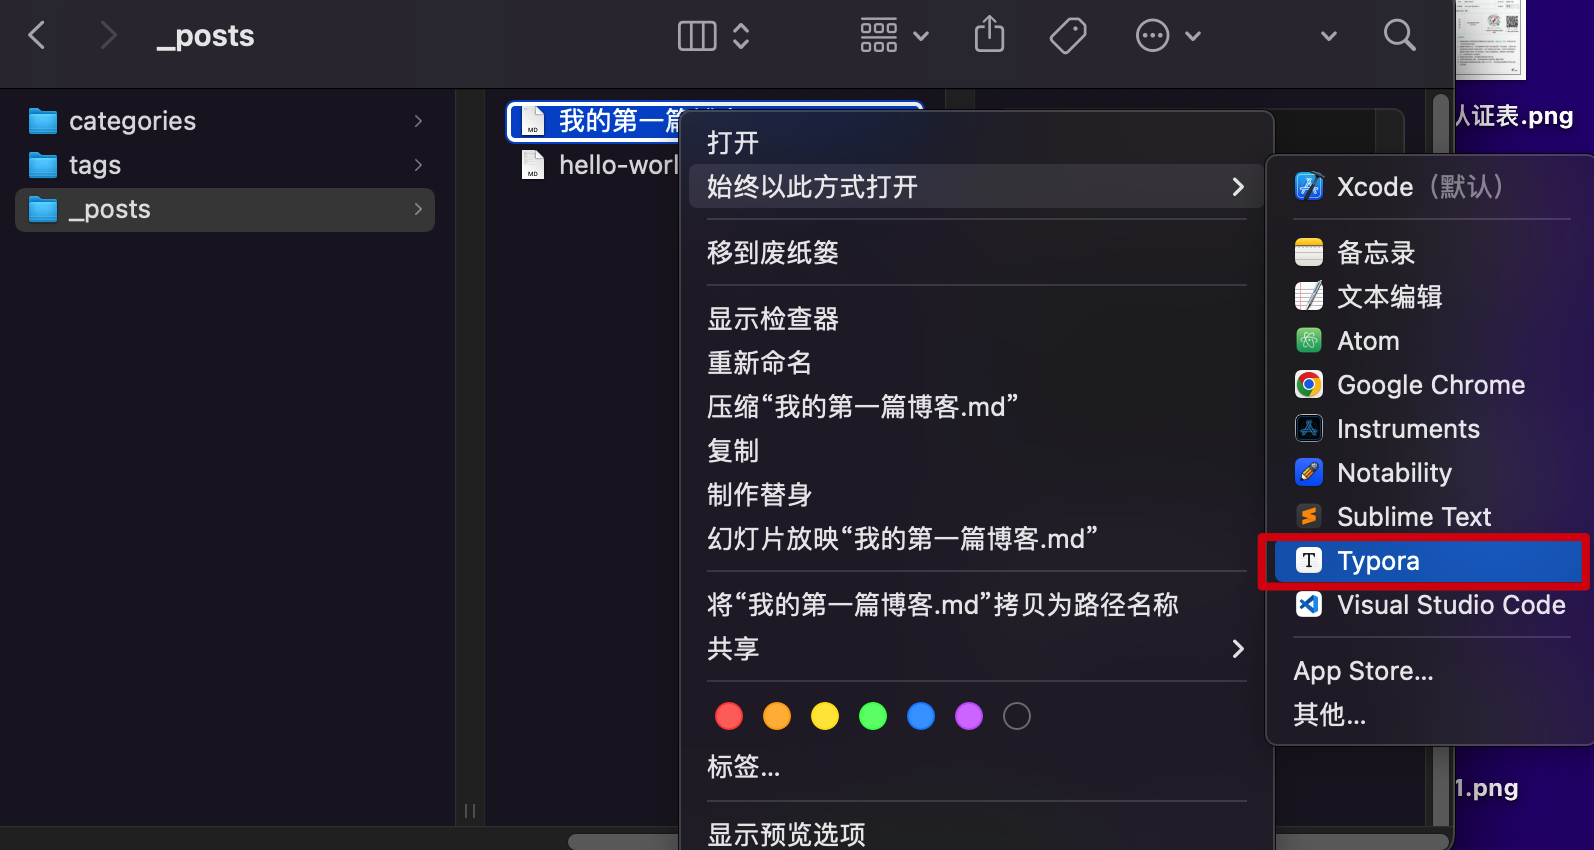 _posts
categories
tags
_posts
我的第一篇
hello-worl
打开
始终以此方式打开
移到废纸篓
显示检查器
重新命名
压缩“我的第一篇博客.md”
复制
制作替身
幻灯片放映“我的第一篇博客.md”
将“我的第一篇博客.md”拷贝为路径名称
共享
标签...
显示预览选项
Xcode（默认）
备忘录
文本编辑
Atom
Google Chrome
Instruments
Notability
Sublime Text
Typora
Visual Studio Code
App Store...
其他...
认证表.png
1.png
MD
MD